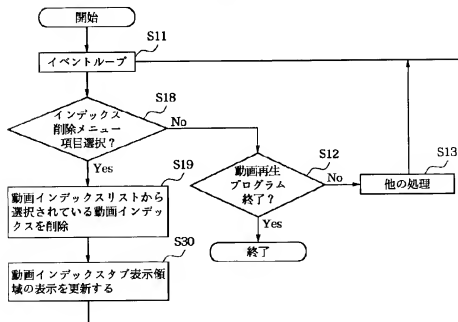 開始
S11
イベントループ
S18
インデックス
削除メニュー
項目選択？
No
Yes
S12
動画再生
プログラム
終了？
No
Yes
S13
他の処理
終了
S19
動画インデックスリストから
選択されている動画インデッ
クスを削除
S30
動画インデックスタブ表示領
域の表示を更新する